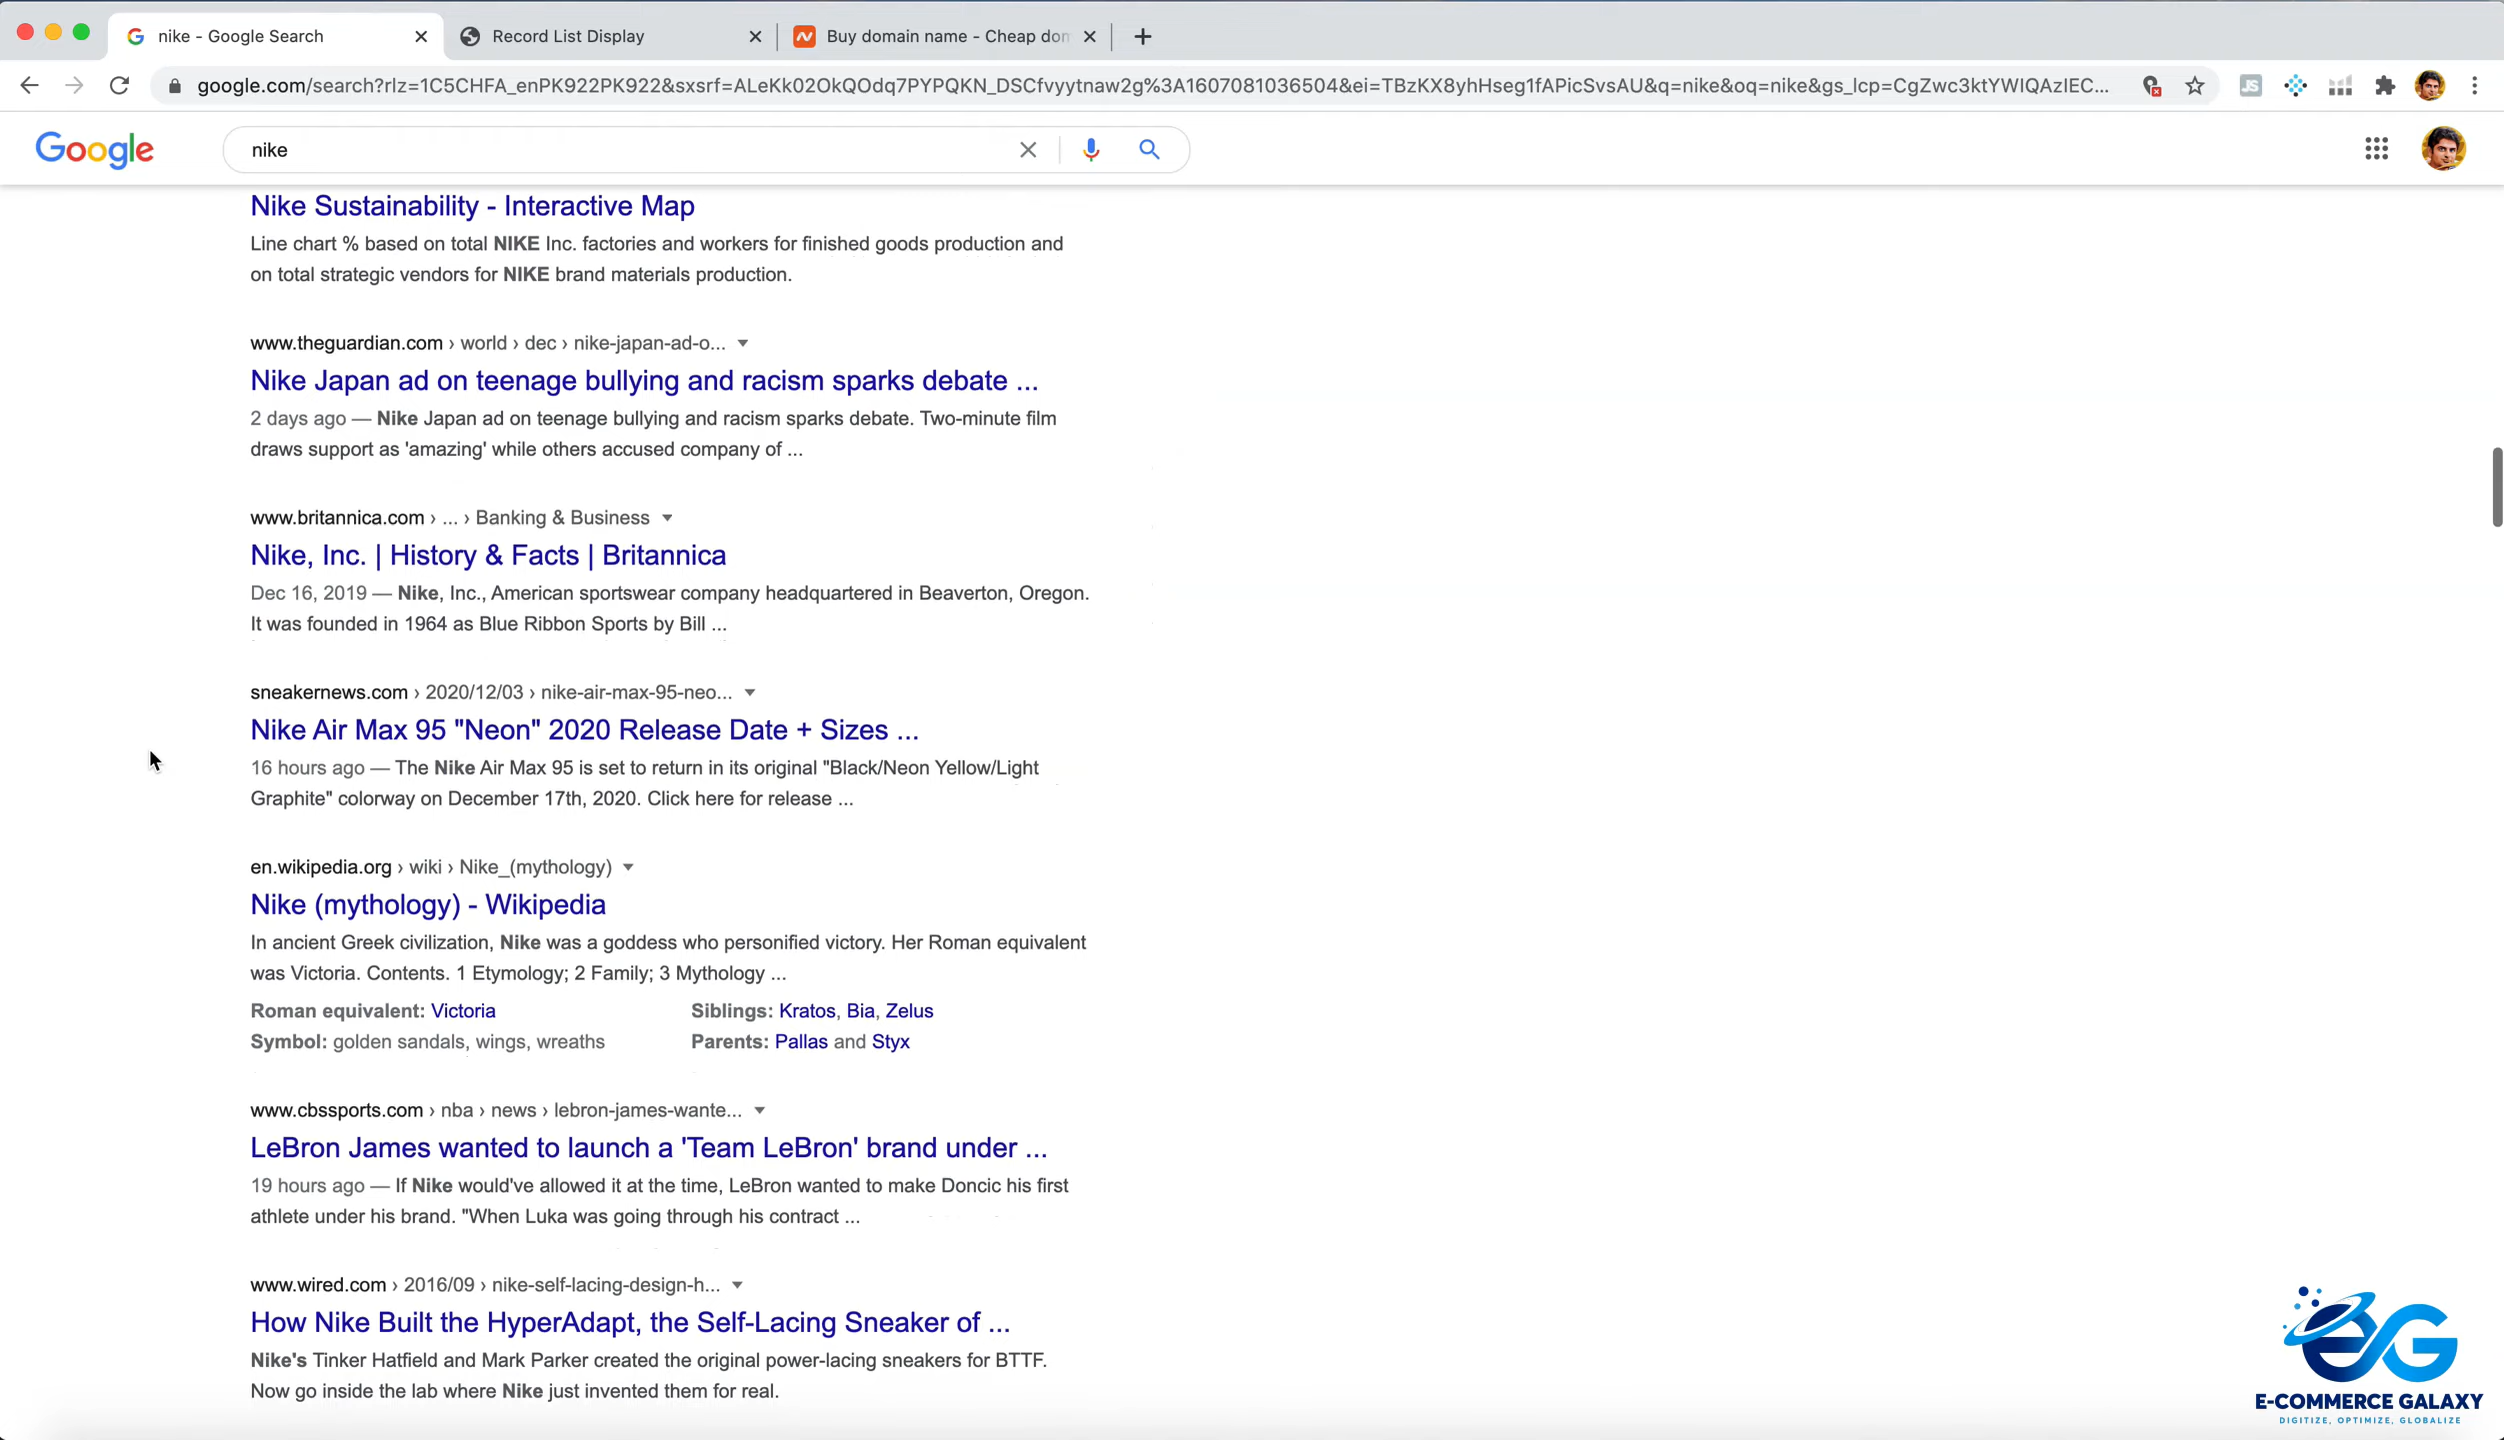 nike - Google Search
Record List Display
Buy domain name - Cheap dom
google.com/search?rlz=1C5CHFA_enPK922PK922&sxsrf=ALeKk02OkQOdq7PYPQKN_DSCfvyytnaw2g%3A1607081036504&ei=TBzKX8yhHseg1fAPicSvsAU&q=nike&oq=nike&gs_lcp=CgZwc3ktYWIQAzIEC...
JS
Google
nike
Nike Sustainability - Interactive Map
Line chart % based on total NIKE Inc. factories and workers for finished goods production and
on total strategic vendors for NIKE brand materials production.
www.theguardian.com › world › dec › nike-japan-ad-o...
Nike Japan ad on teenage bullying and racism sparks debate ...
2 days ago — Nike Japan ad on teenage bullying and racism sparks debate. Two-minute film
draws support as 'amazing' while others accused company of ...
www.britannica.com › ... › Banking & Business
Nike, Inc. | History & Facts | Britannica
Dec 16, 2019 — Nike, Inc., American sportswear company headquartered in Beaverton, Oregon.
It was founded in 1964 as Blue Ribbon Sports by Bill ...
sneakernews.com › 2020/12/03 › nike-air-max-95-neo...
Nike Air Max 95 "Neon" 2020 Release Date + Sizes ...
16 hours ago — The Nike Air Max 95 is set to return in its original "Black/Neon Yellow/Light
Graphite" colorway on December 17th, 2020. Click here for release ...
en.wikipedia.org › wiki › Nike_(mythology)
Nike (mythology) - Wikipedia
In ancient Greek civilization, Nike was a goddess who personified victory. Her Roman equivalent
was Victoria. Contents. 1 Etymology; 2 Family; 3 Mythology ...
Roman equivalent: Victoria
Siblings: Kratos, Bia, Zelus
Symbol: golden sandals, wings, wreaths
Parents: Pallas and Styx
www.cbssports.com › nba › news › lebron-james-wante...
LeBron James wanted to launch a 'Team LeBron' brand under ...
19 hours ago — If Nike would've allowed it at the time, LeBron wanted to make Doncic his first
athlete under his brand. "When Luka was going through his contract ...
www.wired.com › 2016/09 › nike-self-lacing-design-h...
How Nike Built the HyperAdapt, the Self-Lacing Sneaker of ...
Nike's Tinker Hatfield and Mark Parker created the original power-lacing sneakers for BTTF.
Now go inside the lab where Nike just invented them for real.
eG
E-COMMERCE GALAXY
DIGITIZE, OPTIMIZE, GLOBALIZE